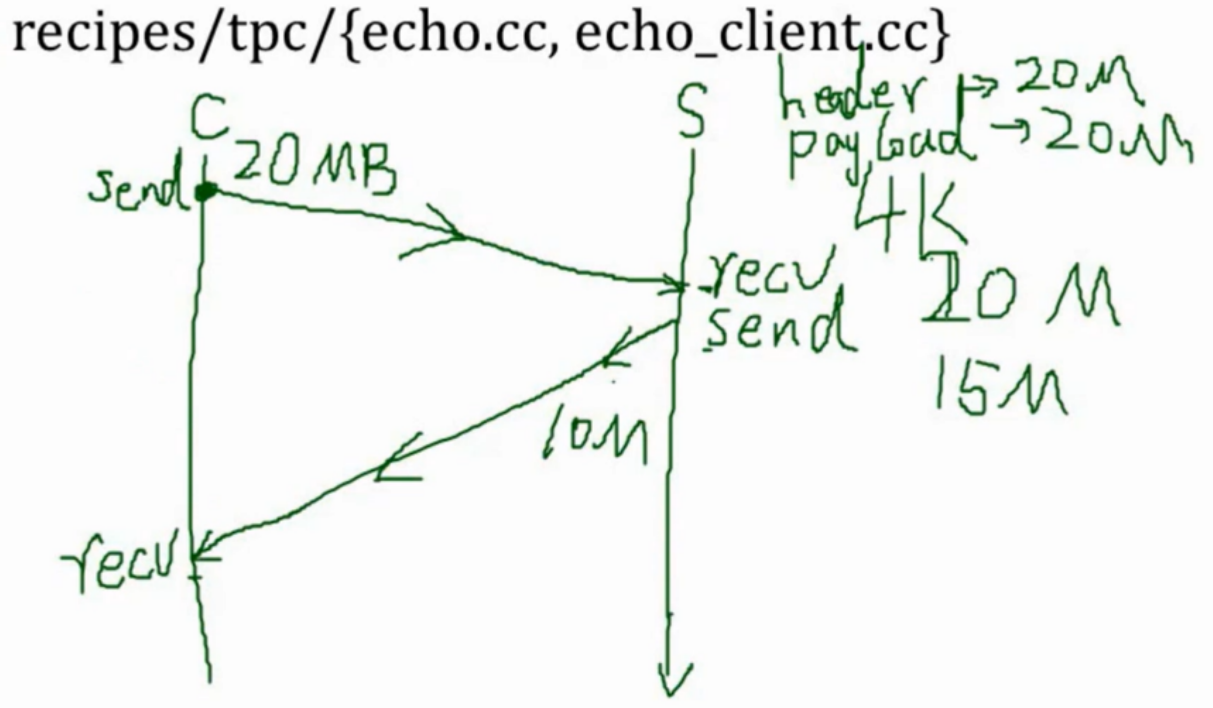 recipes/tpc/{echo.cc, echo_client.cc}
C
S
header → 20M
payload → 20M
send
20MB
4K
recv
20M
send
15M
10M
recv